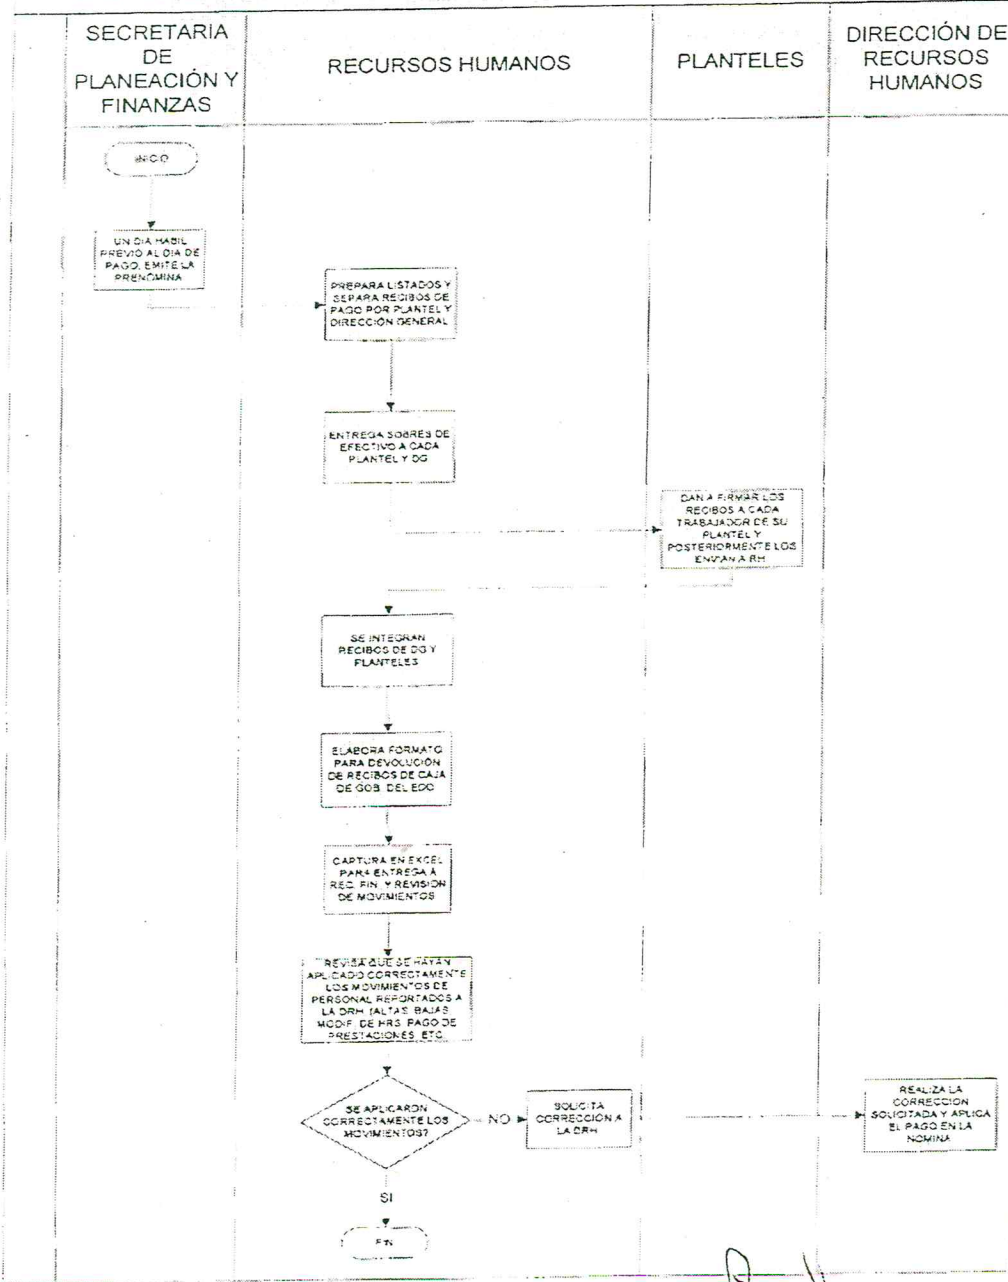 SECRETARIA
DE
PLANEACIÓN Y
FINANZAS
RECURSOS HUMANOS
PLANTELES
DIRECCIÓN DE
RECURSOS
HUMANOS
INICIO
UN DIA HABIL
PREVIO AL DIA DE
PAGO, EMITE LA
PRENOMINA
PREPARA LISTADOS Y
SEPARA RECIBOS DE
PAGO POR PLANTEL Y
DIRECCIÓN GENERAL
ENTREGA SOBRES DE
EFECTIVO A CADA
PLANTEL Y DG
DAN A FIRMAR LOS
RECIBOS A CADA
TRABAJADOR DE SU
PLANTEL Y
POSTERIORMENTE LOS
ENVIAN A RH
SE INTEGRAN
RECIBOS DE DG Y
PLANTELES
ELABORA FORMATO
PARA DEVOLUCIÓN
DE RECIBOS DE CAJA
DE GOB. DEL EDO
CAPTURA EN EXCEL
PARA ENTREGA A
REC. FIN. Y REVISION
DE MOVIMIENTOS
REVISA QUE SE HAYAN
APLICADO CORRECTAMENTE
LOS MOVIMIENTOS DE
PERSONAL REPORTADOS A
LA DRH (ALTAS, BAJAS,
MODIF. DE HRS. PAGO DE
PRESTACIONES, ETC.
SE APLICARON
CORRECTAMENTE LOS
MOVIMIENTOS?
NO
SOLICITA
CORRECCIÓN A
LA DRH
REALIZA LA
CORRECCION
SOLICITADA Y APLICA
EL PAGO EN LA
NOMINA
SI
FIN